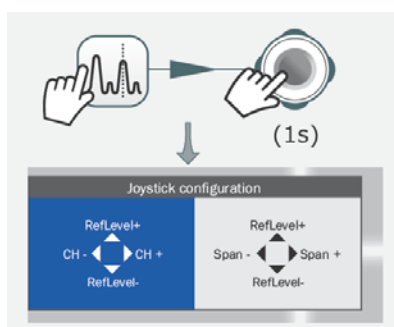 (1s)
Joystick configuration
RefLevel+
CH - CH +
RefLevel-
RefLevel+
Span - Span +
RefLevel-